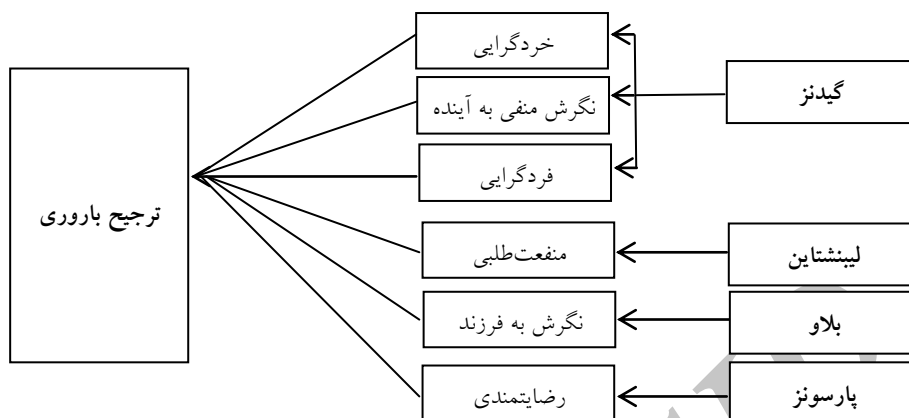 خردگرایی
نگرش منفی به آینده
گیدنز
فردگرایی
ترجیح باروری
منفعت‌طلبی
لیبنشتاین
نگرش به فرزند
بلاو
رضایتمندی
پارسونز